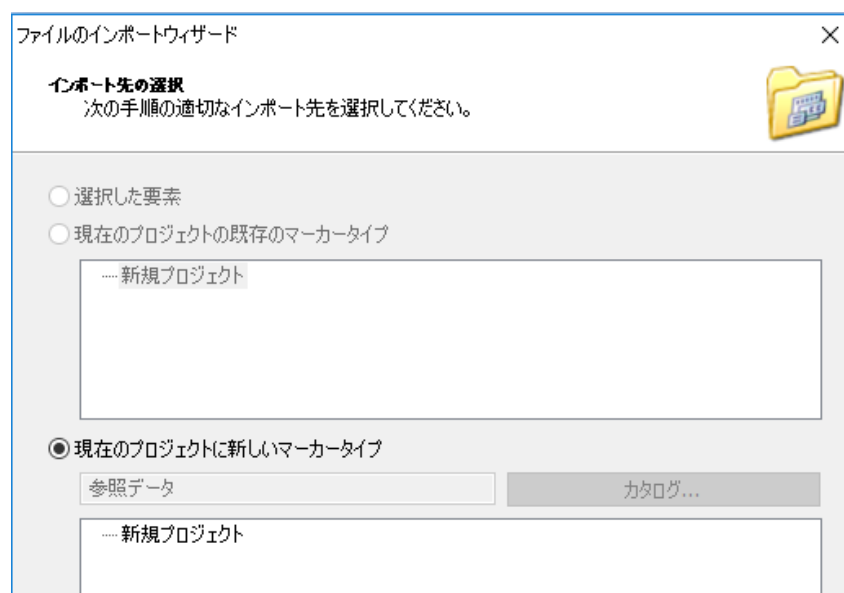 ファイルのインポートウィザード
インポート先の選択
次の手順の適切なインポート先を選択してください。
選択した要素
現在のプロジェクトの既存のマーカータイプ
新規プロジェクト
現在のプロジェクトに新しいマーカータイプ
参照データ
カタログ...
新規プロジェクト